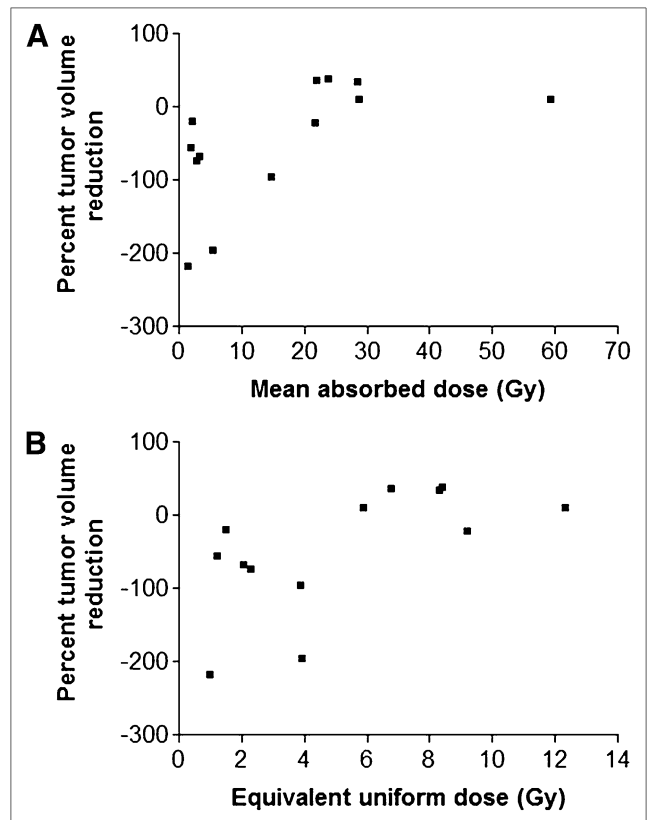 A
Percent tumor volume
reduction
100
0
-100
-200
-300
0 10 20 30 40 50 60 70
Mean absorbed dose (Gy)
B
Percent tumor volume
reduction
100
0
-100
-200
-300
0 2 4 6 8 10 12 14
Equivalent uniform dose (Gy)